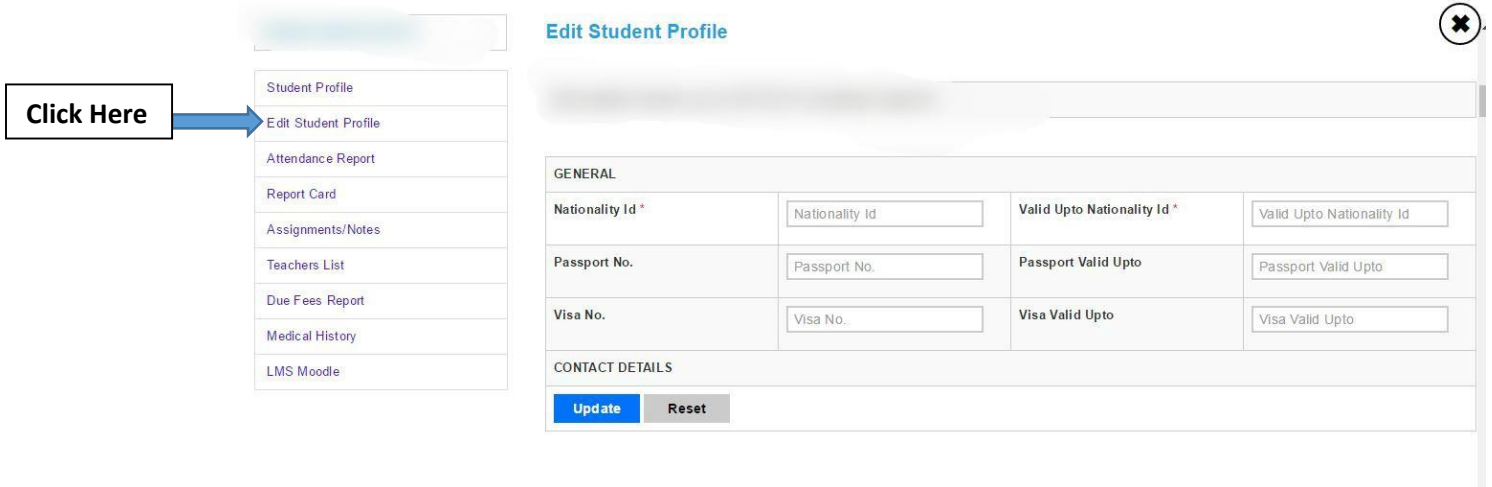 Edit Student Profile
Click Here
Student Profile
Edit Student Profile
Attendance Report
Report Card
Assignments/Notes
Teachers List
Due Fees Report
Medical History
LMS Moodle
GENERAL
Nationality Id * Nationality Id Valid Upto Nationality Id * Valid Upto Nationality Id
Passport No. Passport No. Passport Valid Upto Passport Valid Upto
Visa No. Visa No. Visa Valid Upto Visa Valid Upto
CONTACT DETAILS
Update Reset